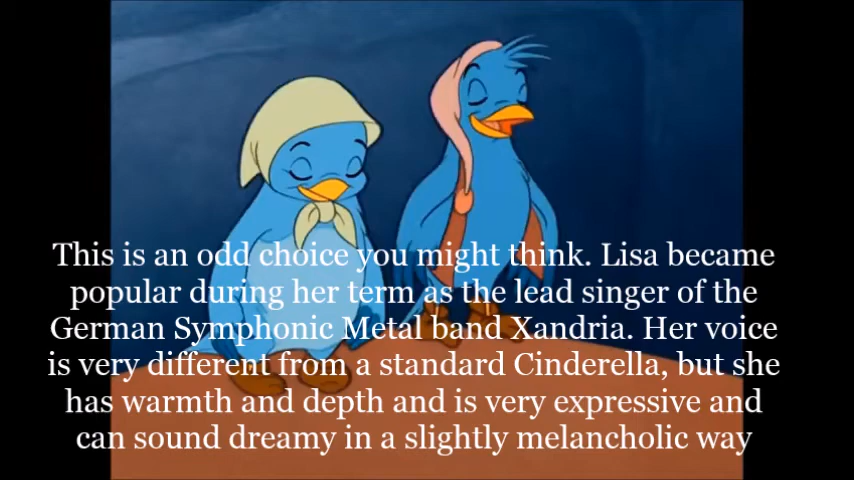 This is an odd choice you might think. Lisa became
popular during her term as the lead singer of the
German Symphonic Metal band Xandria. Her voice
is very different from a standard Cinderella, but she
has warmth and depth and is very expressive and
can sound dreamy in a slightly melancholic way